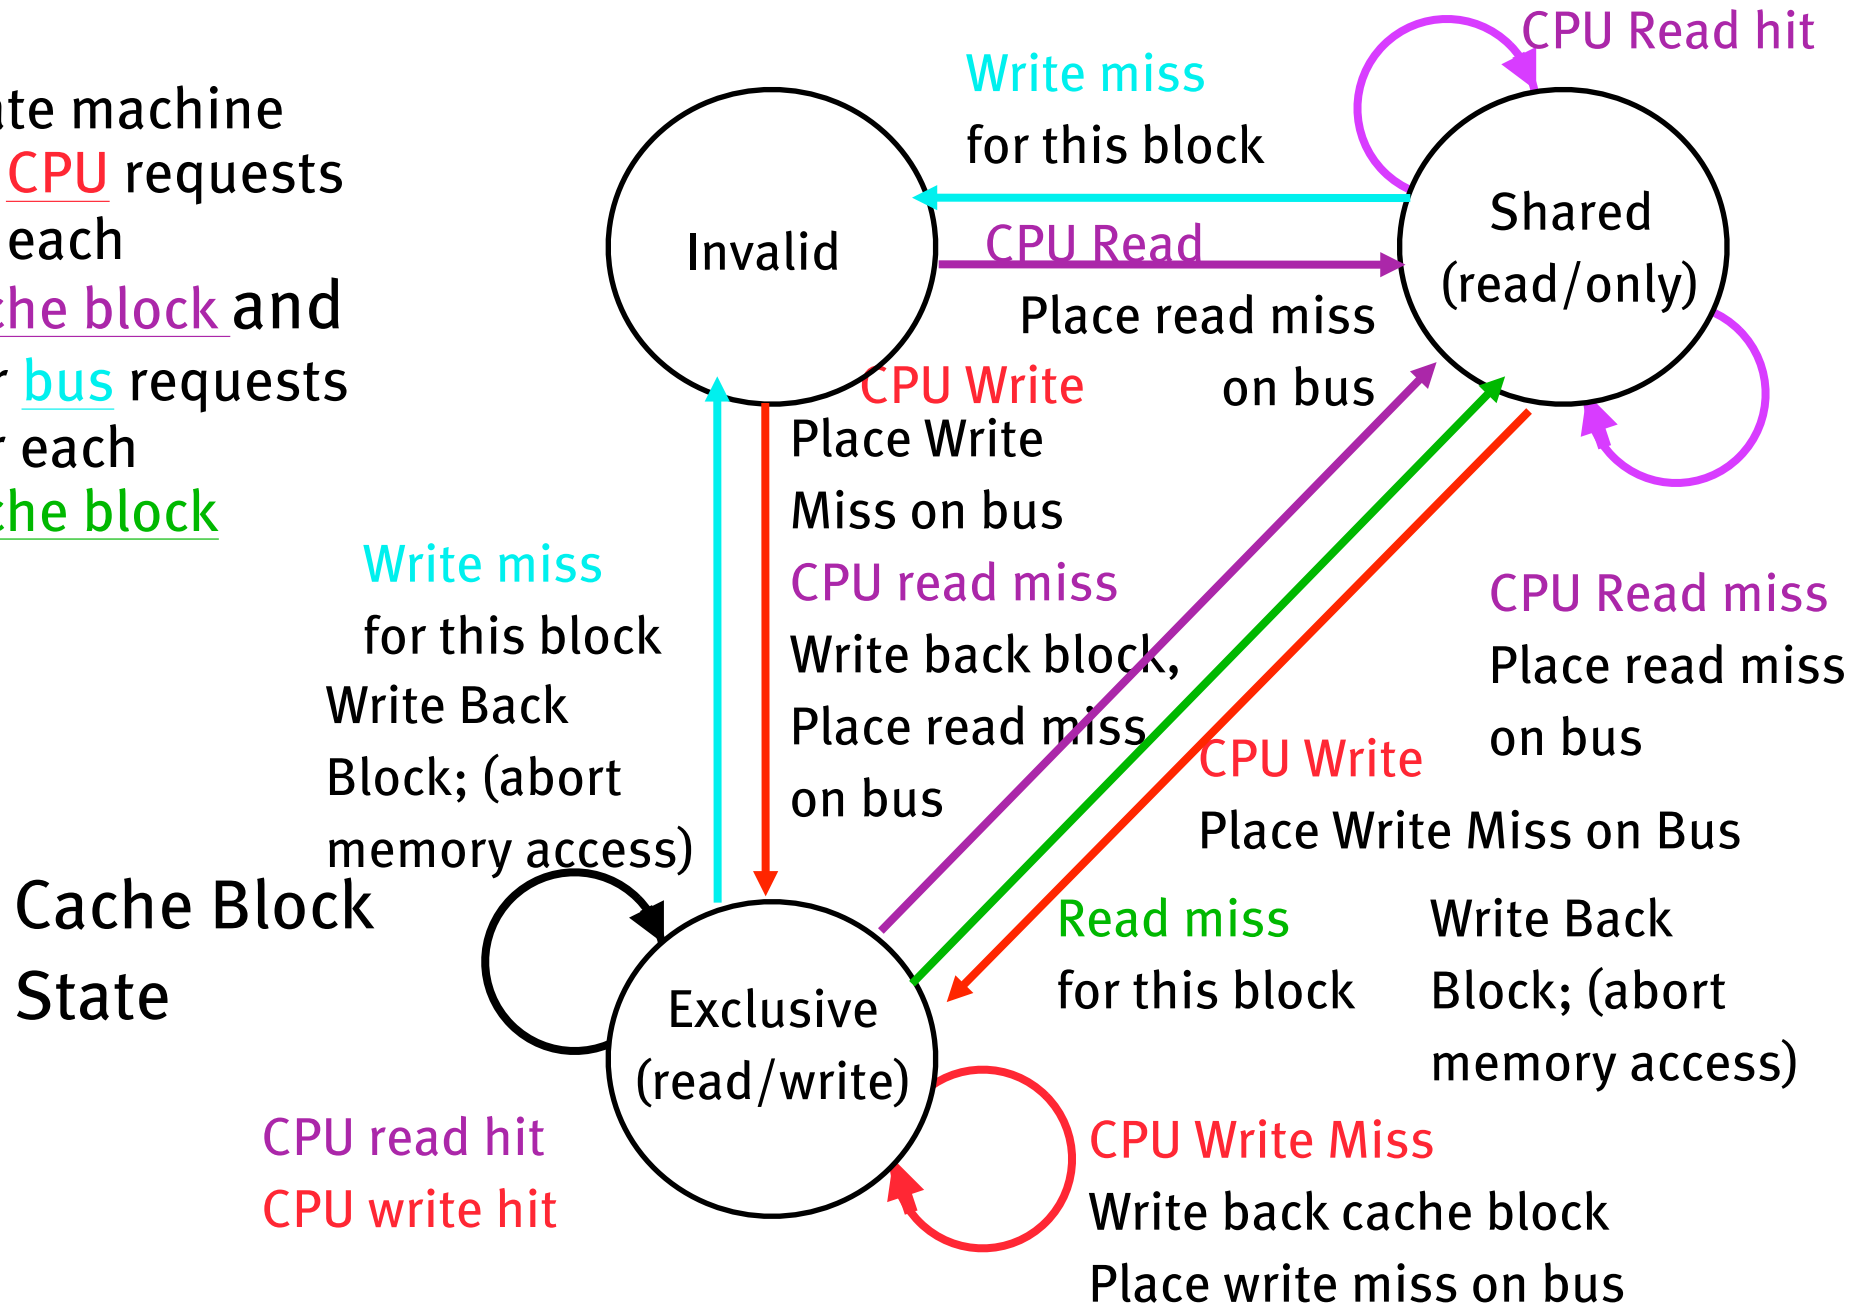 ate machine
CPU requests
each
che block and
r bus requests
r each
che block
Cache Block
State
Invalid
Write miss
for this block
CPU Read
Place read miss
on bus
CPU Read hit
Shared
(read/only)
CPU Write
Place Write
Miss on bus
CPU read miss
Write back block,
Place read miss
on bus
Write miss
for this block
Write Back
Block; (abort
memory access)
CPU Read miss
Place read miss
on bus
CPU Write
Place Write Miss on Bus
Read miss
for this block
Write Back
Block; (abort
memory access)
Exclusive
(read/write)
CPU read hit
CPU write hit
CPU Write Miss
Write back cache block
Place write miss on bus